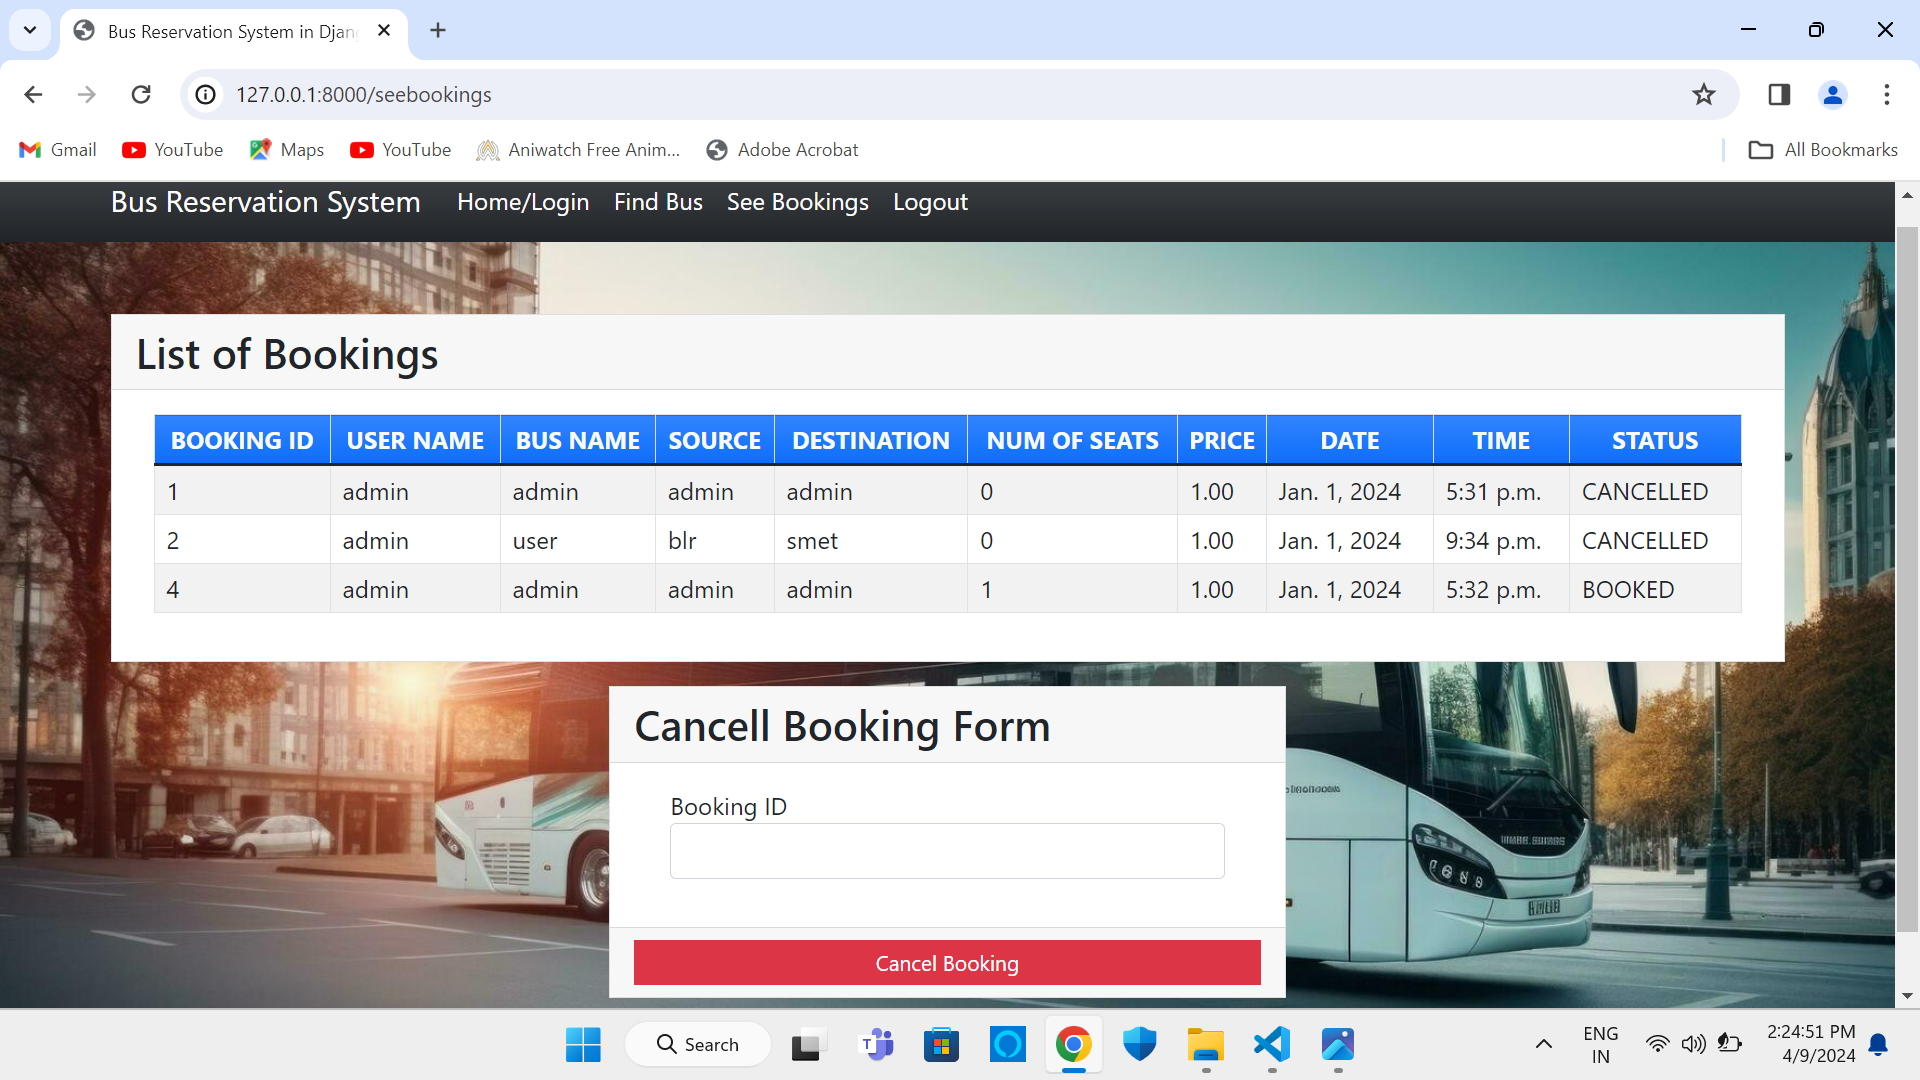 Bus Reservation System in Djan
127.0.0.1:8000/seebookings
Gmail YouTube Maps YouTube Aniwatch Free Anim... Adobe Acrobat All Bookmarks
Bus Reservation System Home/Login Find Bus See Bookings Logout
List of Bookings
BOOKING ID USER NAME BUS NAME SOURCE DESTINATION NUM OF SEATS PRICE DATE TIME STATUS
1 admin admin admin admin 0 1.00 Jan. 1, 2024 5:31 p.m. CANCELLED
2 admin user blr smet 0 1.00 Jan. 1, 2024 9:34 p.m. CANCELLED
4 admin admin admin admin 1 1.00 Jan. 1, 2024 5:32 p.m. BOOKED
Cancell Booking Form
Booking ID
Cancel Booking
Search
ENG
IN
2:24:51 PM
4/9/2024